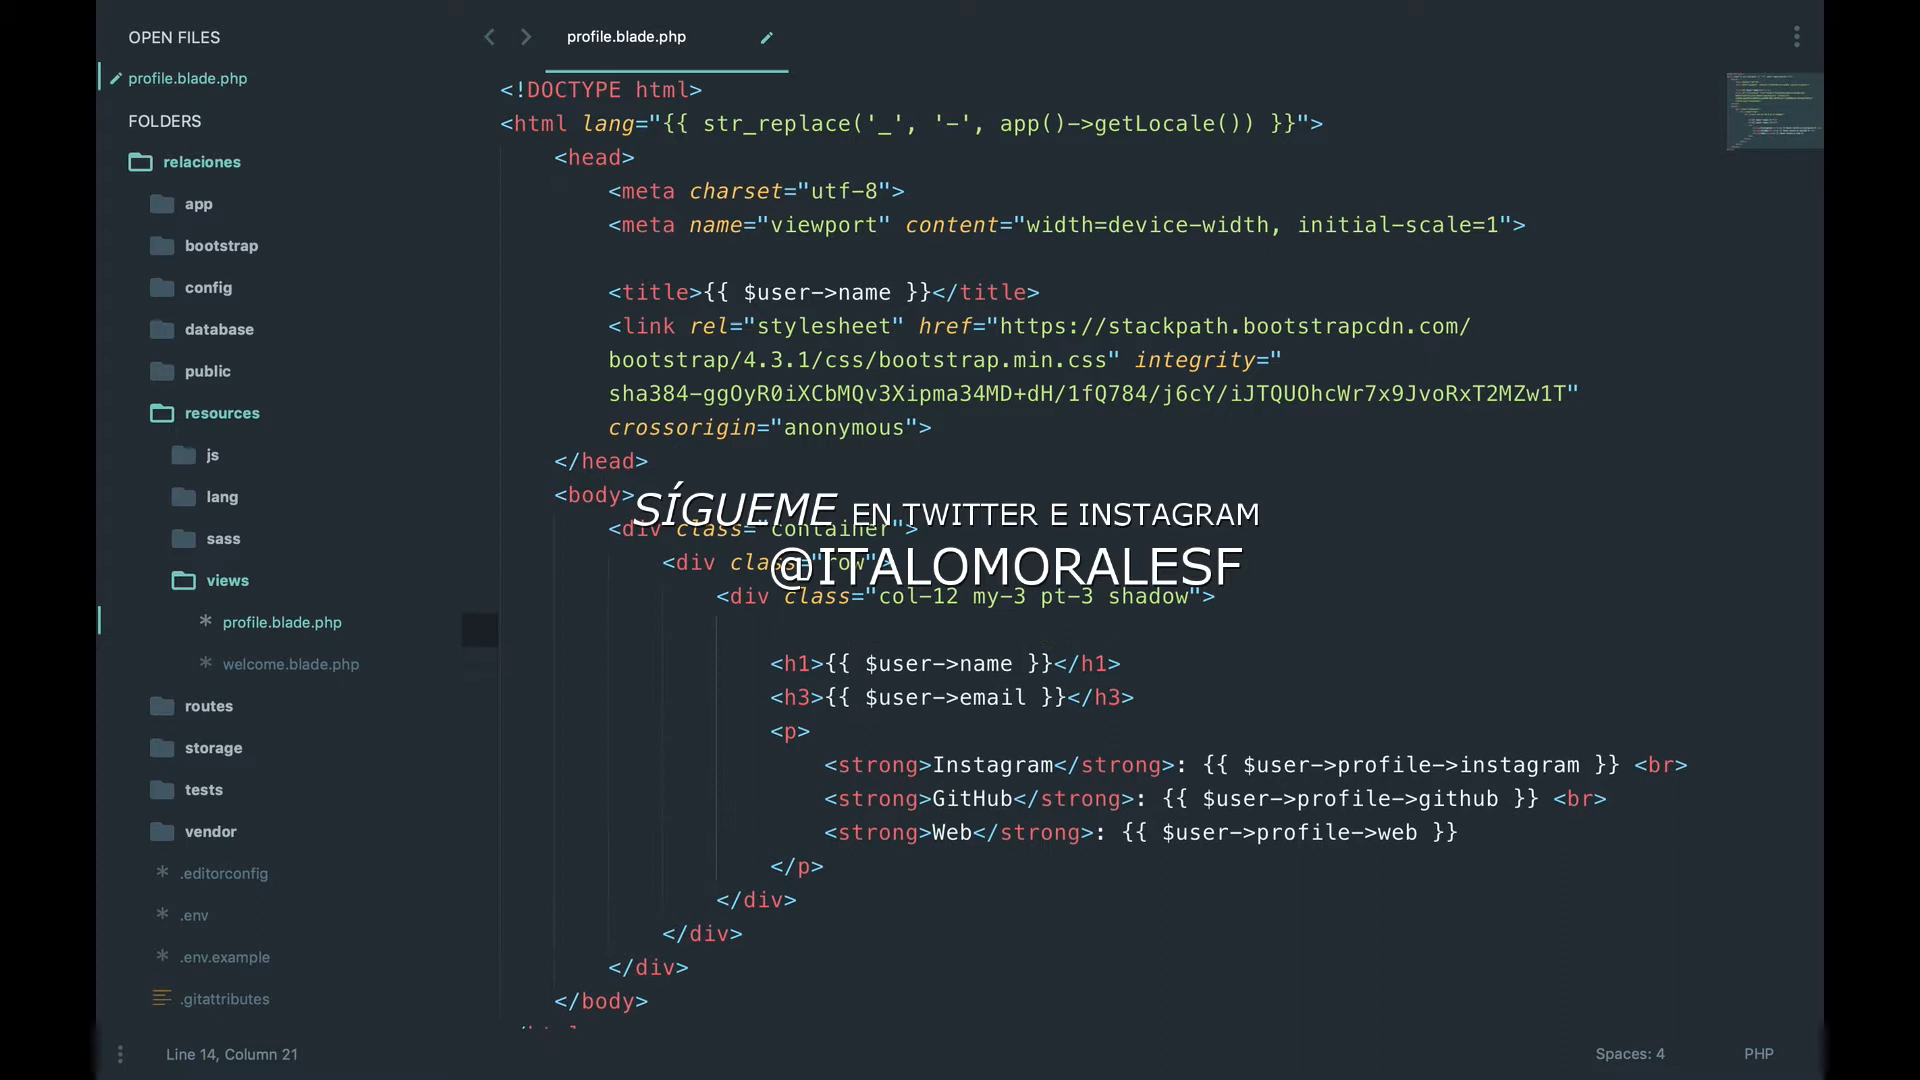 OPEN FILES
profile.blade.php
FOLDERS
relaciones
app
bootstrap
config
database
public
resources
js
lang
sass
views
* profile.blade.php
* welcome.blade.php
routes
storage
tests
vendor
* .editorconfig
* .env
* .env.example
.gitattributes
profile.blade.php
<!DOCTYPE html>
<html lang="{{ str_replace('_', '-', app()->getLocale()) }}">
<head>
<meta charset="utf-8">
<meta name="viewport" content="width=device-width, initial-scale=1">
<title>{{ $user->name }}</title>
<link rel="stylesheet" href="https://stackpath.bootstrapcdn.com/
bootstrap/4.3.1/css/bootstrap.min.css" integrity="
sha384-ggOyR0iXCbMQv3Xipma34MD+dH/1fQ784/j6cY/iJTQUOhcWr7x9JvoRxT2MZw1T"
crossorigin="anonymous">
</head>
<body>
SÍGUEME EN TWITTER E INSTAGRAM
<div class="container">
<div class="row">
@ITALOMORALESF
<div class="col-12 my-3 pt-3 shadow">
<h1>{{ $user->name }}</h1>
<h3>{{ $user->email }}</h3>
<p>
<strong>Instagram</strong>: {{ $user->profile->instagram }} <br>
<strong>GitHub</strong>: {{ $user->profile->github }} <br>
<strong>Web</strong>: {{ $user->profile->web }}
</p>
</div>
</div>
</div>
</body>
Line 14, Column 21
Spaces: 4
PHP